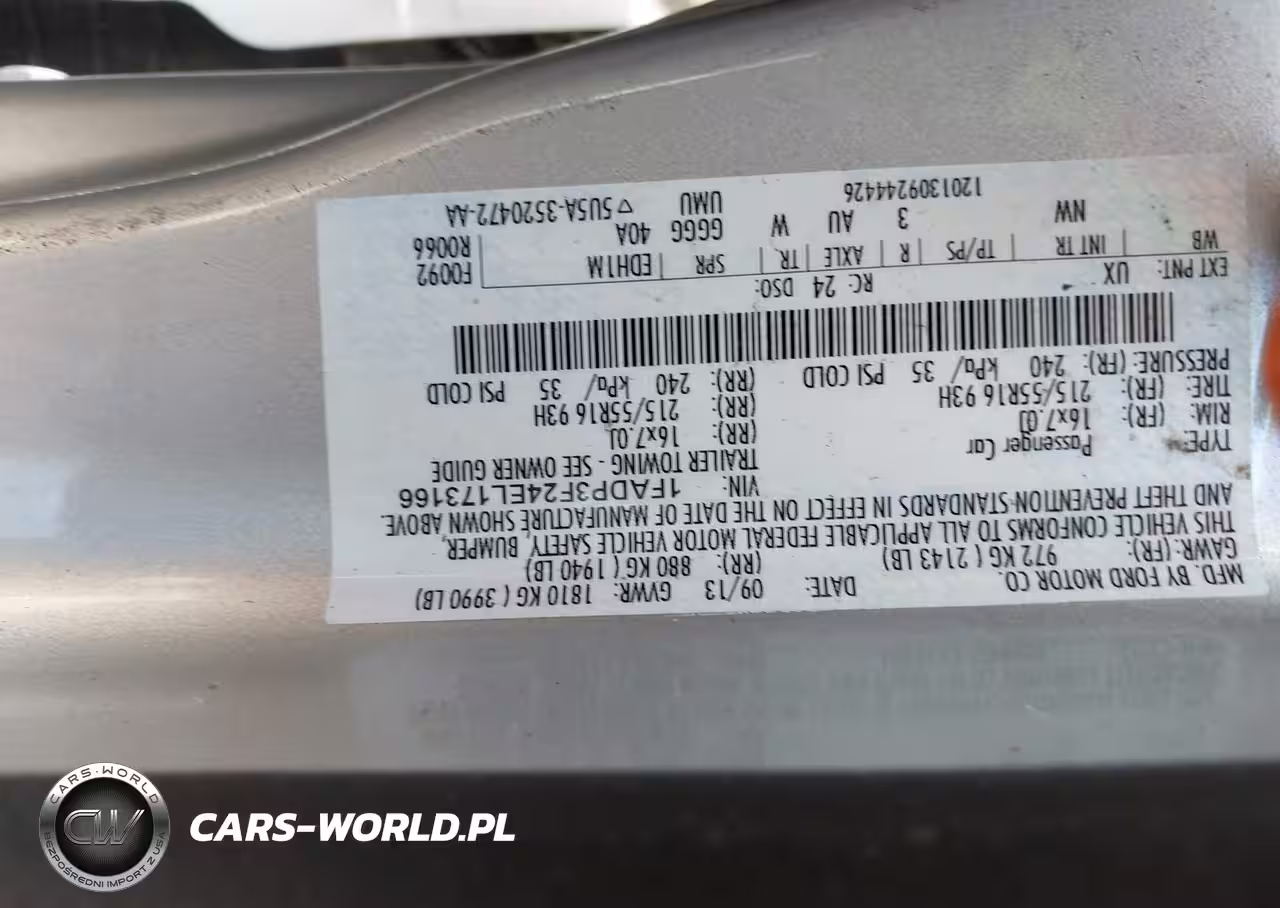 MFD. BY FORD MOTOR CO.
DATE: 09/13 GVWR: 1810 KG ( 3990 LB)
GAWR: (FR): 972 KG ( 2143 LB) (RR): 880 KG ( 1940 LB)
THIS VEHICLE CONFORMS TO ALL APPLICABLE FEDERAL MOTOR VEHICLE SAFETY, BUMPER,
AND THEFT PREVENTION STANDARDS IN EFFECT ON THE DATE OF MANUFACTURE SHOWN ABOVE.
VIN: 1FADP3F24EL173166
TYPE: Passenger Car TRAILER TOWING - SEE OWNER GUIDE
RIM: (FR): 16x7.0J (RR): 16x7.0J
TIRE: (FR): 215/55R16 93H (RR): 215/55R16 93H
PRESSURE: (FR): 240 kPa/ 35 PSI COLD (RR): 240 kPa/ 35 PSI COLD
EXT PNT: UX RC: 24 DSO: F0092
WB INT TR TP/PS R AXLE TR SPR EDH1M R0066
NW 3 AU W GGGG 40A
1201309244426 UMU ▽5U5A-3520472-AA
CARS-WORLD
CW
BEZPOŚREDNI IMPORT Z USA
CARS-WORLD.PL